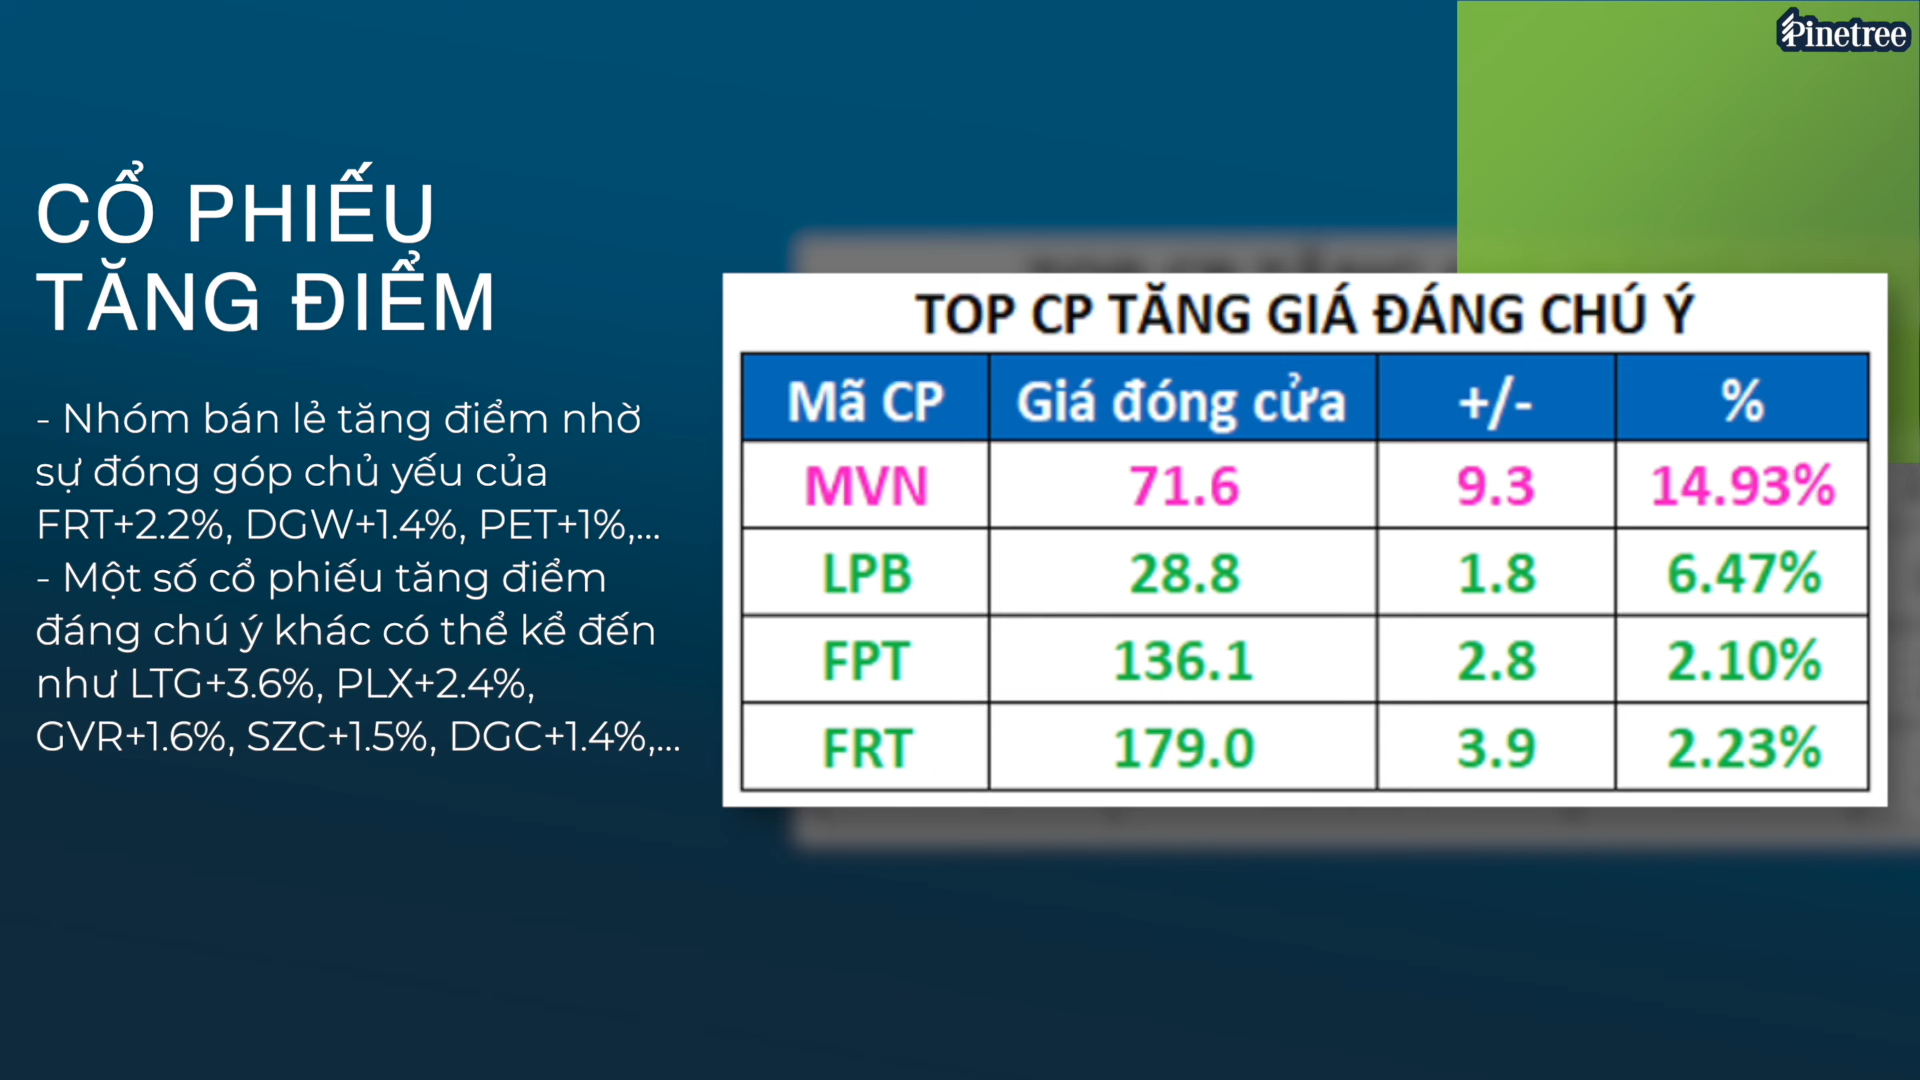 Pinetree
CỔ PHIẾU
TĂNG ĐIỂM
- Nhóm bán lẻ tăng điểm nhờ
sự đóng góp chủ yếu của
FRT+2.2%, DGW+1.4%, PET+1%,...
- Một số cổ phiếu tăng điểm
đáng chú ý khác có thể kể đến
như LTG+3.6%, PLX+2.4%,
GVR+1.6%, SZC+1.5%, DGC+1.4%,...
TOP CP TĂNG GIÁ ĐÁNG CHÚ Ý
Mã CP Giá đóng cửa +/- %
MVN 71.6 9.3 14.93%
LPB 28.8 1.8 6.47%
FPT 136.1 2.8 2.10%
FRT 179.0 3.9 2.23%